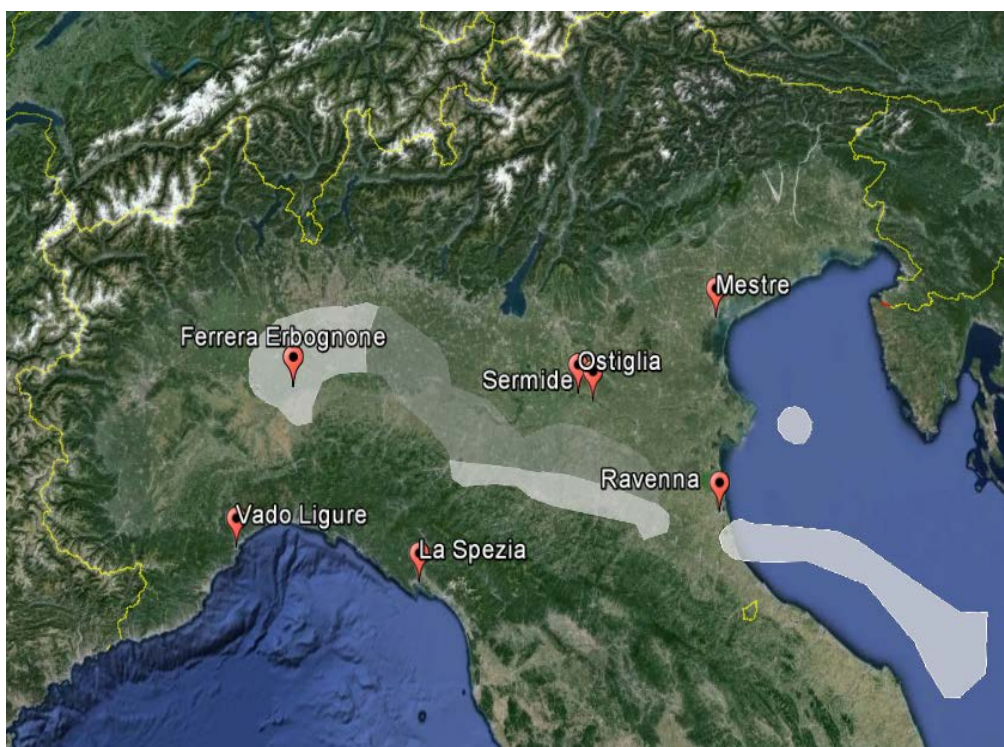 Mestre
Ferrera Erbognone
Ostiglia
Sermide
Ravenna
Vado Ligure
La Spezia